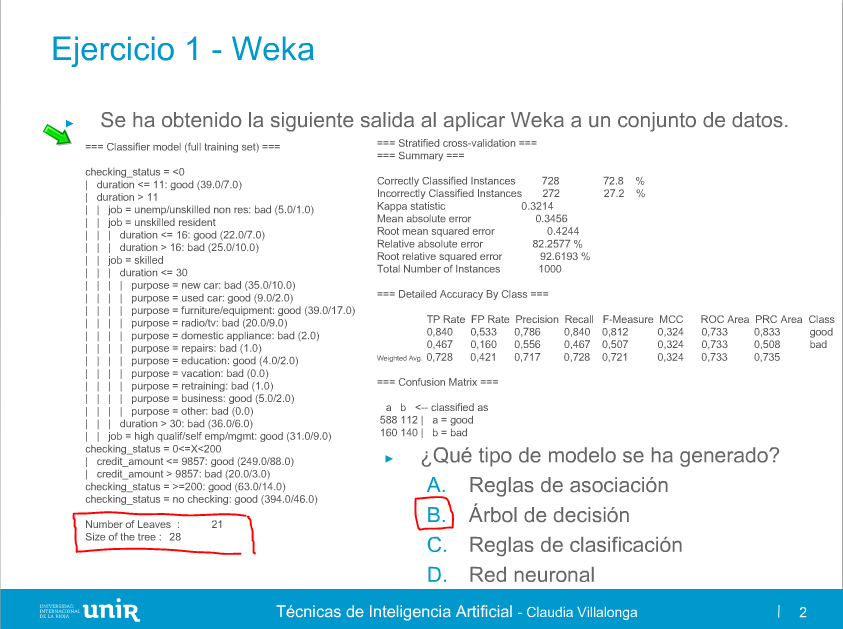 Ejercicio 1 - Weka
Se ha obtenido la siguiente salida al aplicar Weka a un conjunto de datos.
=== Classifier model (full training set) ===
checking_status = <0
|   duration <= 11: good (39.0/7.0)
|   duration > 11
|   |   job = unemp/unskilled non res: bad (5.0/1.0)
|   |   job = unskilled resident
|   |   |   duration <= 16: good (22.0/7.0)
|   |   |   duration > 16: bad (25.0/10.0)
|   |   job = skilled
|   |   |   duration <= 30
|   |   |   |   purpose = new car: bad (35.0/10.0)
|   |   |   |   purpose = used car: good (9.0/2.0)
|   |   |   |   purpose = furniture/equipment: good (39.0/17.0)
|   |   |   |   purpose = radio/tv: bad (20.0/9.0)
|   |   |   |   purpose = domestic appliance: bad (2.0)
|   |   |   |   purpose = repairs: bad (1.0)
|   |   |   |   purpose = education: good (4.0/2.0)
|   |   |   |   purpose = vacation: bad (0.0)
|   |   |   |   purpose = retraining: bad (1.0)
|   |   |   |   purpose = business: good (5.0/2.0)
|   |   |   |   purpose = other: bad (0.0)
|   |   |   duration > 30: bad (36.0/6.0)
|   |   job = high qualif/self emp/mgmt: good (31.0/9.0)
checking_status = 0<=X<200
|   credit_amount <= 9857: good (249.0/88.0)
|   credit_amount > 9857: bad (20.0/3.0)
checking_status = >=200: good (63.0/14.0)
checking_status = no checking: good (394.0/46.0)
Number of Leaves : 21
Size of the tree : 28
=== Stratified cross-validation ===
=== Summary ===
Correctly Classified Instances 728 72.8 %
Incorrectly Classified Instances 272 27.2 %
Kappa statistic 0.3214
Mean absolute error 0.3456
Root mean squared error 0.4244
Relative absolute error 82.2577 %
Root relative squared error 92.6193 %
Total Number of Instances 1000
=== Detailed Accuracy By Class ===
TP Rate FP Rate Precision Recall F-Measure MCC ROC Area PRC Area Class
0,840 0,533 0,786 0,840 0,812 0,324 0,733 0,833 good
0,467 0,160 0,556 0,467 0,507 0,324 0,733 0,508 bad
Weighted Avg. 0,728 0,421 0,717 0,728 0,721 0,324 0,733 0,735
=== Confusion Matrix ===
a b <-- classified as
588 112 | a = good
160 140 | b = bad
¿Qué tipo de modelo se ha generado?
A. Reglas de asociación
B. Árbol de decisión
C. Reglas de clasificación
D. Red neuronal
UNIVERSIDAD
INTERNACIONAL
DE LA RIOJA
unir
Técnicas de Inteligencia Artificial - Claudia Villalonga
| 2